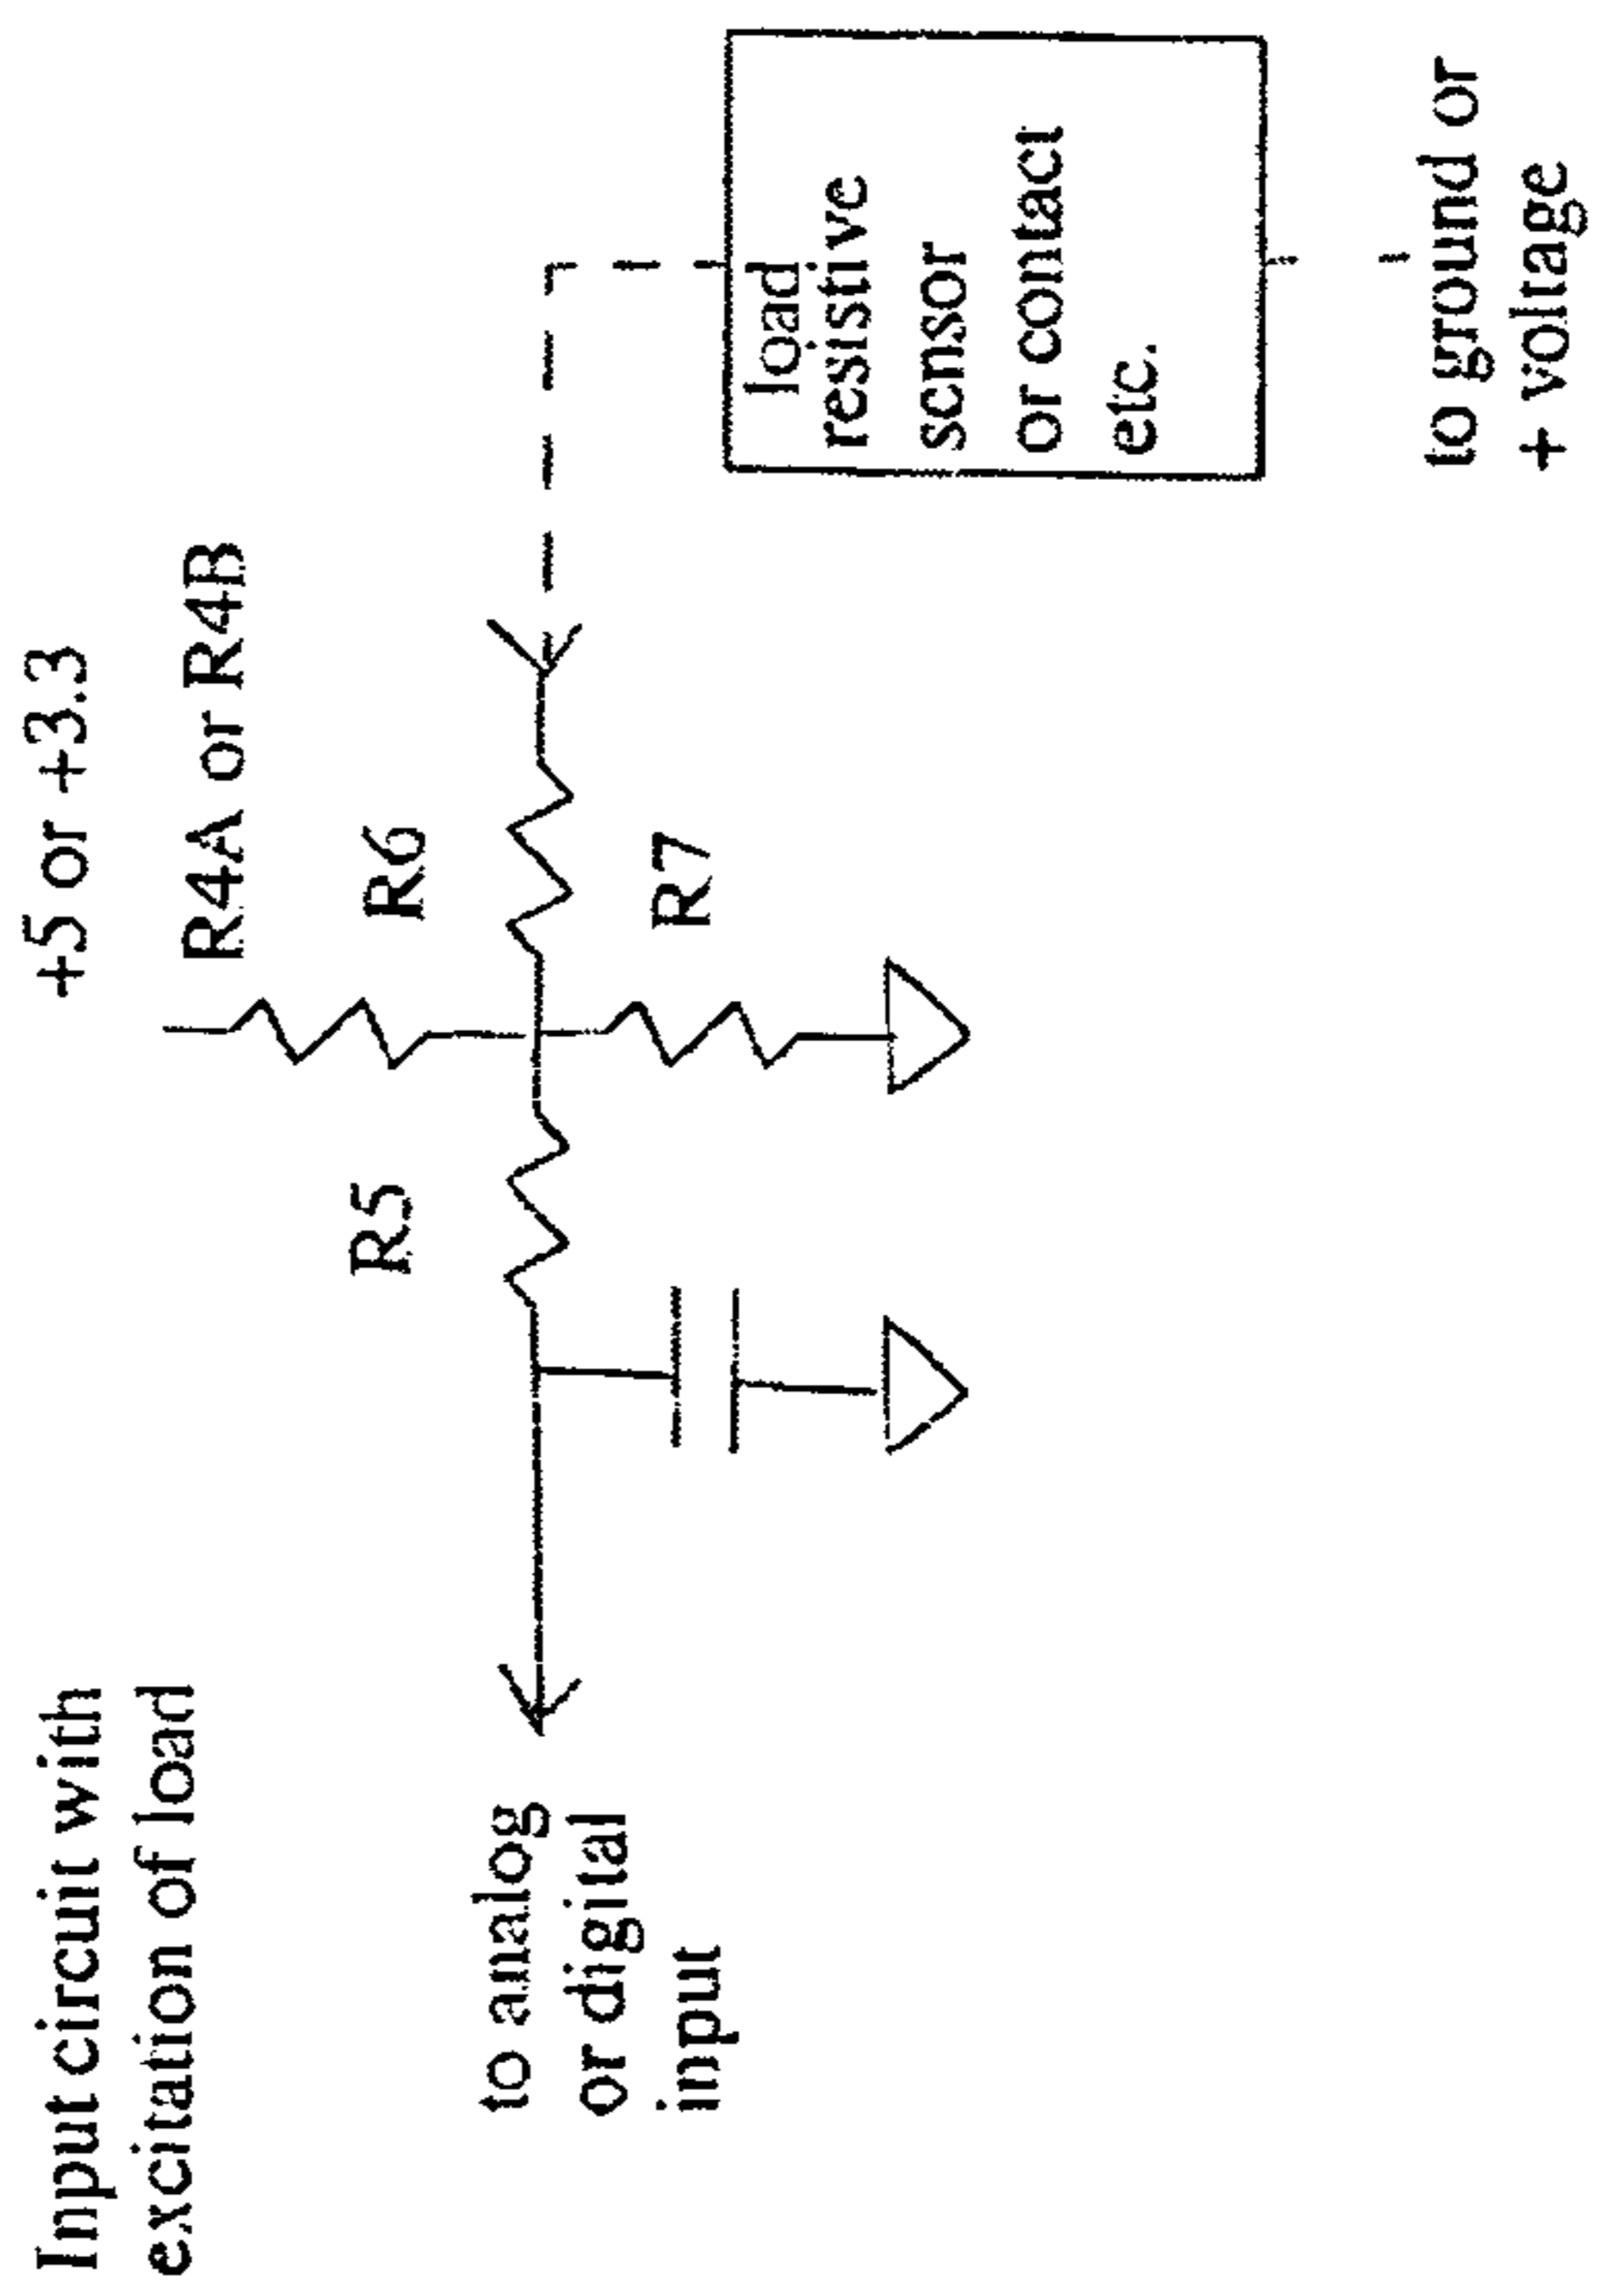 Input circuit with
excitation of load
+5 or +3.3
R4A or R4B
R5
R6
R7
to analog
or digital
input
load
resistive
sensor
or contact
etc.
to ground or
+ voltage